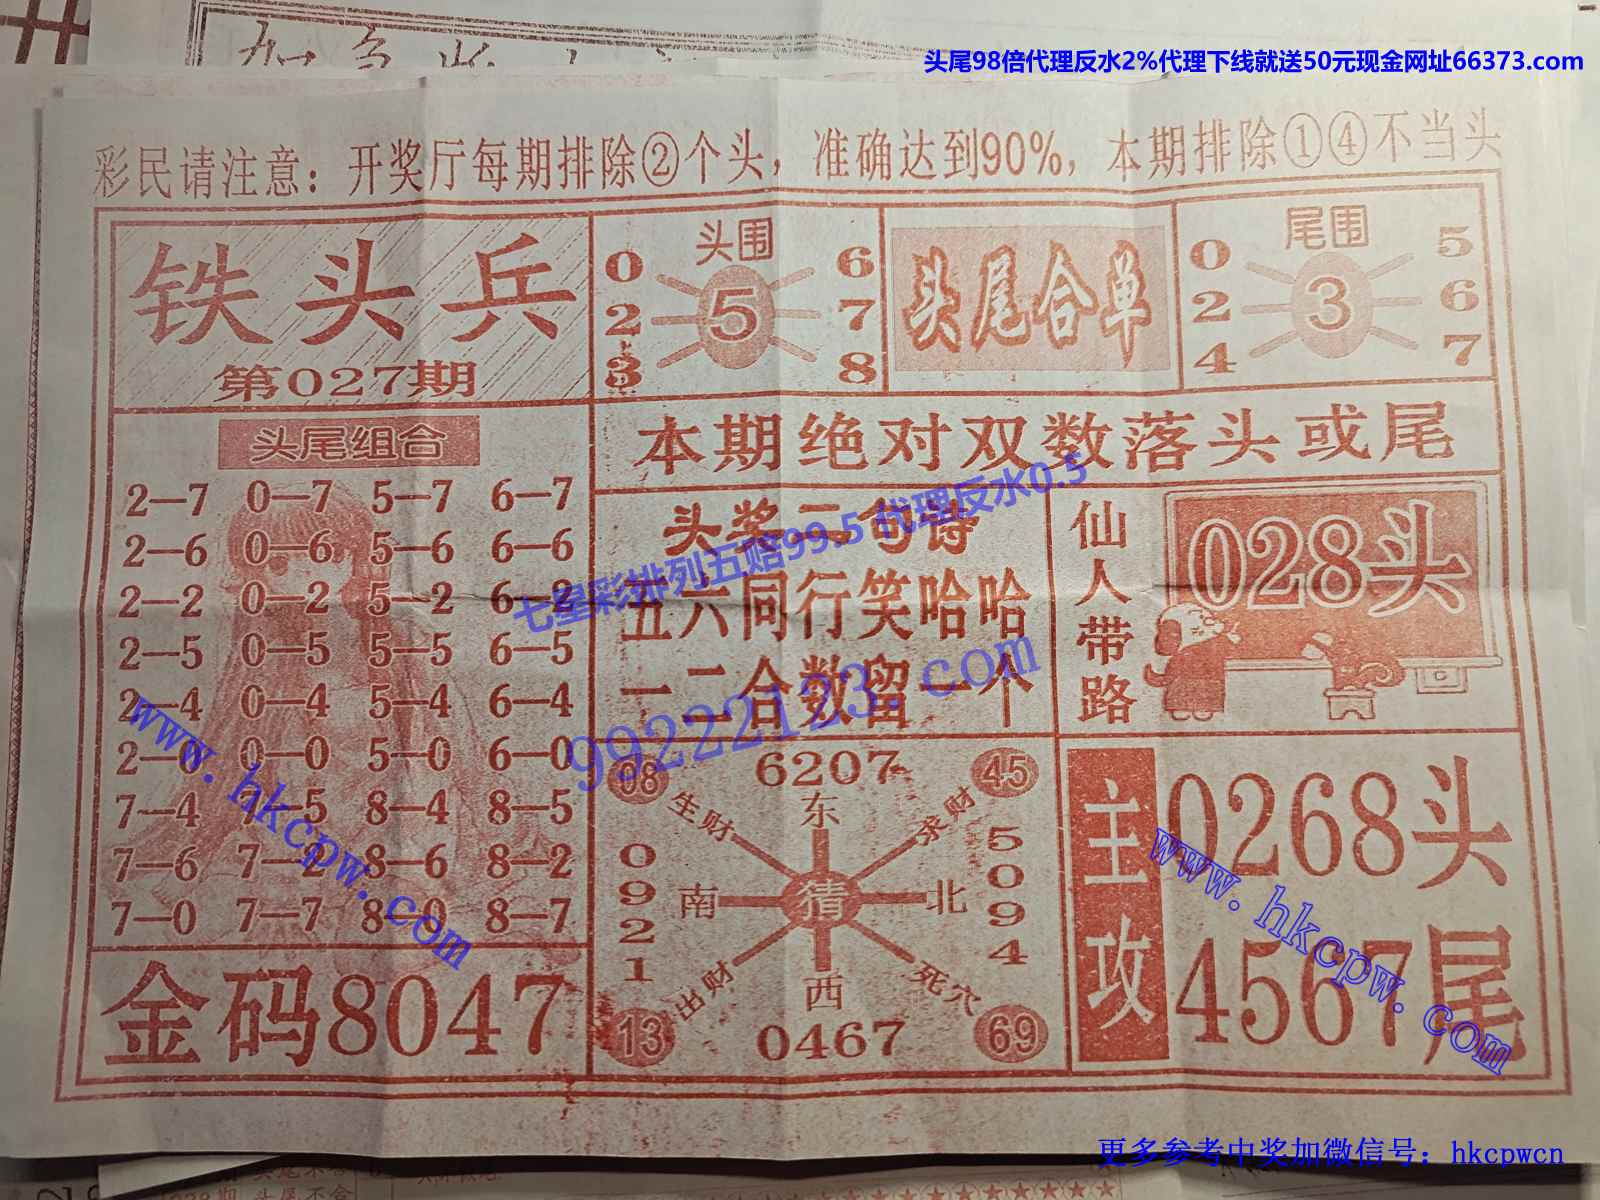 头尾98倍代理反水2%代理下线就送50元现金网址66373.com
彩民请注意：开奖厅每期排除②个头，准确达到90%，本期排除①④不当头
铁头兵
第027期
头围
0 2 3
5
6 7 8
头尾合单
尾围
0 2 4
3
5 6 7
本期绝对双数落头或尾
头尾组合
2—7 0—7 5—7 6—7
2—6 0—6 5—6 6—6
2—2 0—2 5—2 6—2
2—5 0—5 5—5 6—5
2—4 0—4 5—4 6—4
2—0 0—0 5—0 6—0
7—4 7—5 8—4 8—5
7—6 7—2 8—6 8—2
7—0 7—7 8—0 8—7
金码8047
头奖二句诗
五六同行笑哈哈
一二合数留一个
七星彩排列五赔99.5 代理反水0.5
99222123.com
仙人带路
028头
08
6207
45
生财
东
求财
0921
南
猜
北
5094
出财
西
死穴
13
0467
69
主攻
0268头
4567尾
www.hkcpw.com
www.hkcpw.com
更多参考中奖加微信号：hkcpwcn